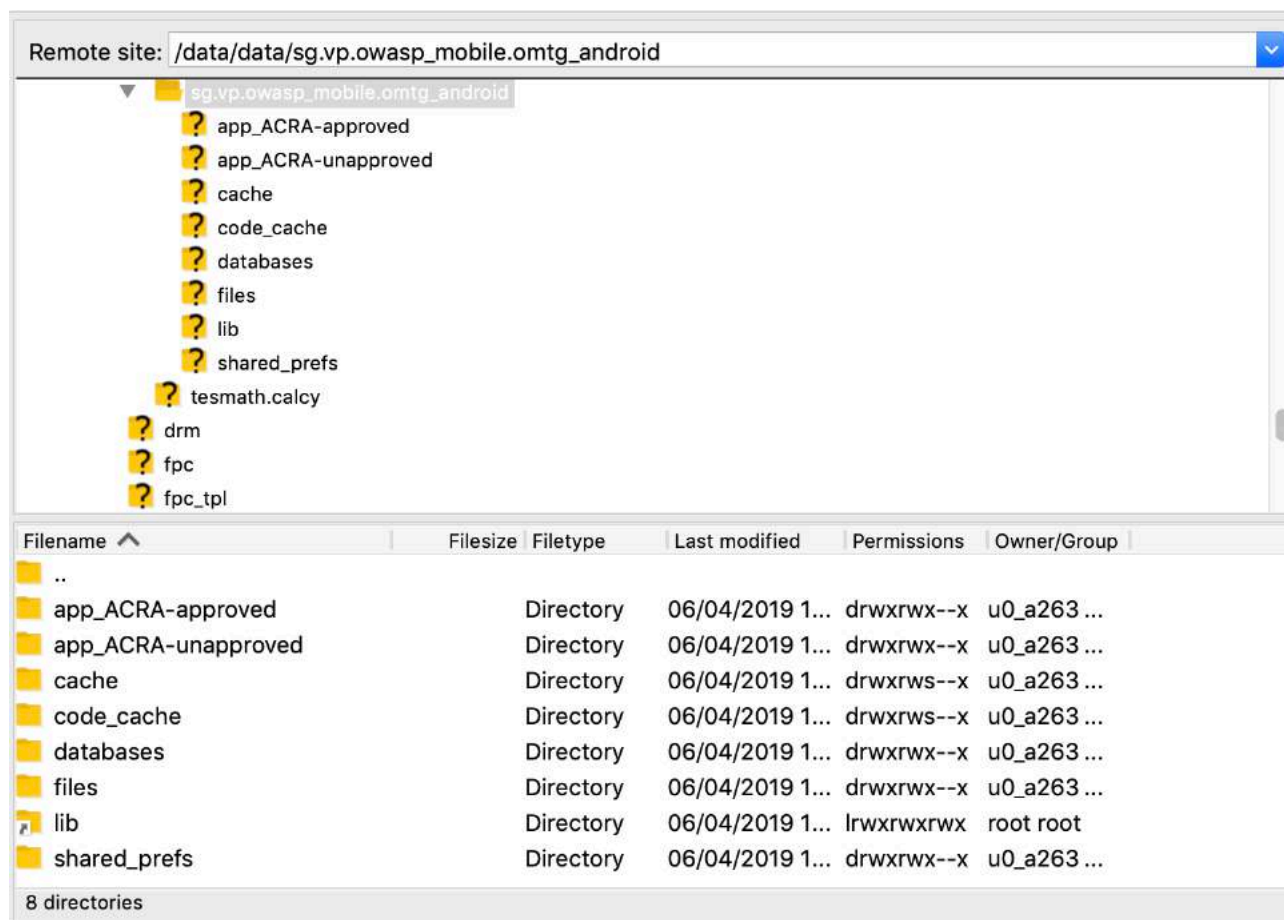 Remote site: /data/data/sg.vp.owasp_mobile.omtg_android
sg.vp.owasp_mobile.omtg_android
app_ACRA-approved
app_ACRA-unapproved
cache
code_cache
databases
files
lib
shared_prefs
tesmath.calcy
drm
fpc
fpc_tpl
Filename Filesize Filetype Last modified Permissions Owner/Group
..
app_ACRA-approved Directory 06/04/2019 1... drwxrwx--x u0_a263 ...
app_ACRA-unapproved Directory 06/04/2019 1... drwxrwx--x u0_a263 ...
cache Directory 06/04/2019 1... drwxrws--x u0_a263 ...
code_cache Directory 06/04/2019 1... drwxrws--x u0_a263 ...
databases Directory 06/04/2019 1... drwxrwx--x u0_a263 ...
files Directory 06/04/2019 1... drwxrwx--x u0_a263 ...
lib Directory 06/04/2019 1... lrwxrwxrwx root root
shared_prefs Directory 06/04/2019 1... drwxrwx--x u0_a263 ...
8 directories